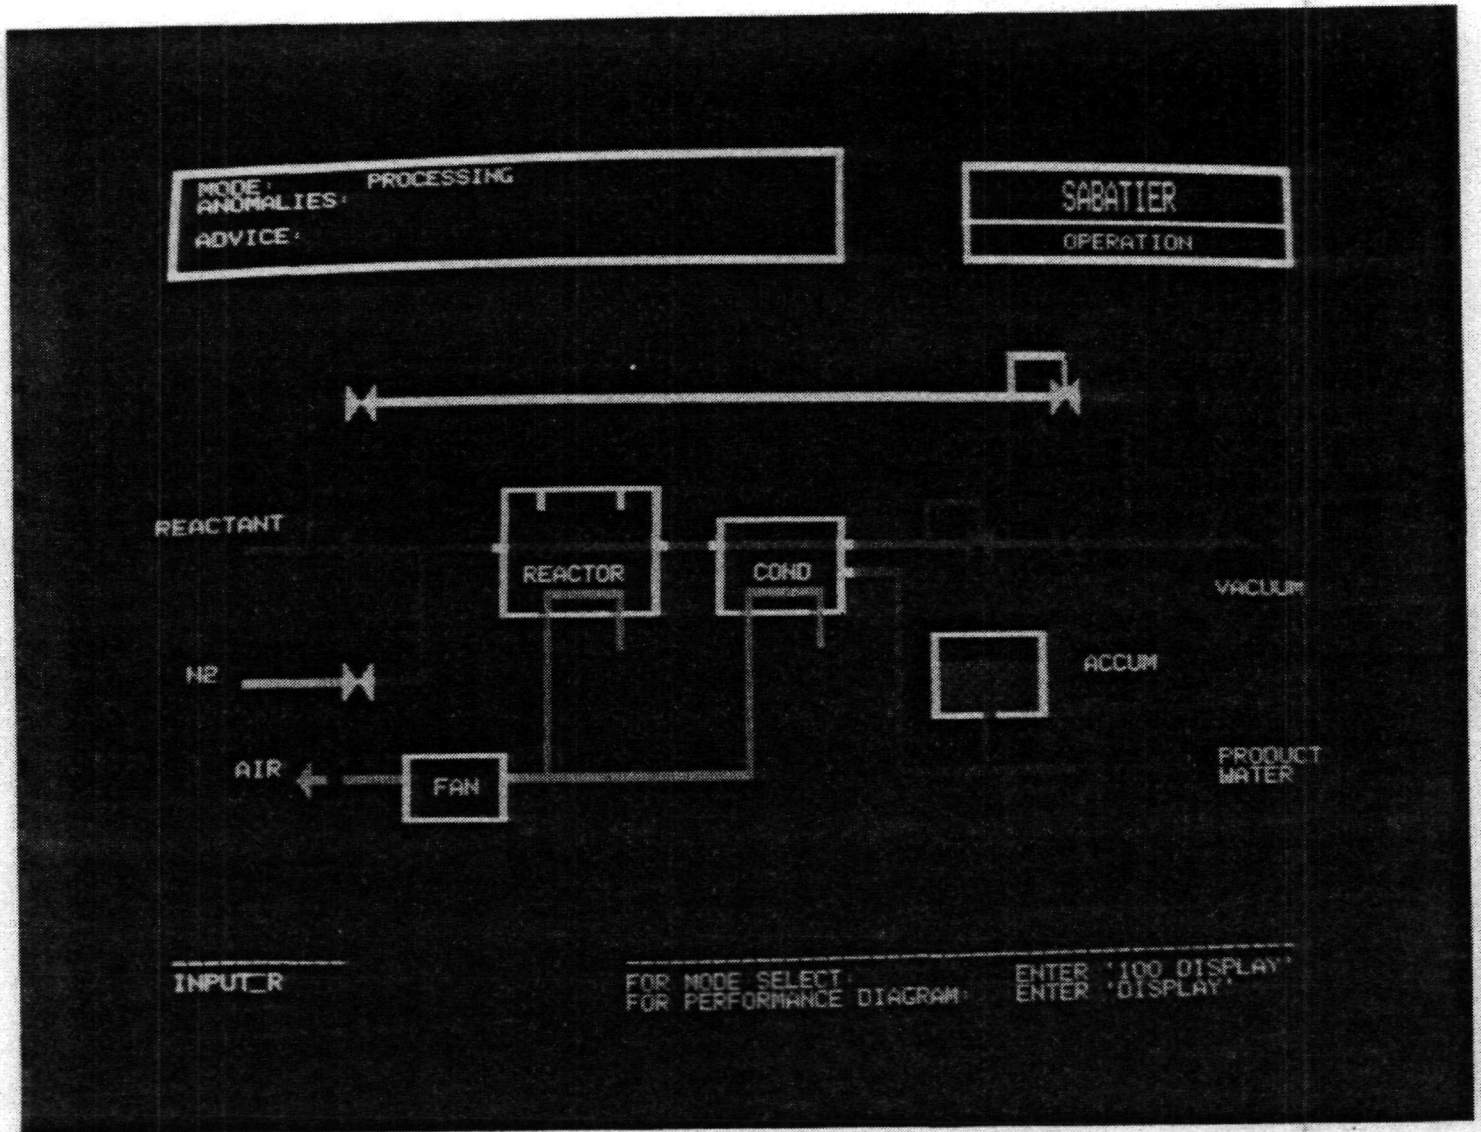 MODE: PROCESSING
ANOMALIES:
ADVICE:
SABATIER
OPERATION
REACTANT
REACTOR
COND
VACUUM
N2
ACCUM
AIR
FAN
PRODUCT
WATER
INPUT_R
FOR MODE SELECT: ENTER '100 DISPLAY'
FOR PERFORMANCE DIAGRAM: ENTER 'DISPLAY'